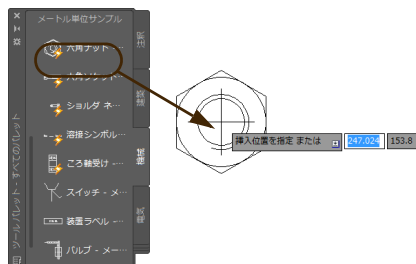 メートル単位サンプル
六角ナット -…
六角ソケット…
ショルダ ネ…
溶接シンボル…
ころ軸受け -…
スイッチ - メ…
装置ラベル -…
バルブ - メー…
ツール パレット - すべてのパレット
挿入位置を指定 または
247.024
153.8